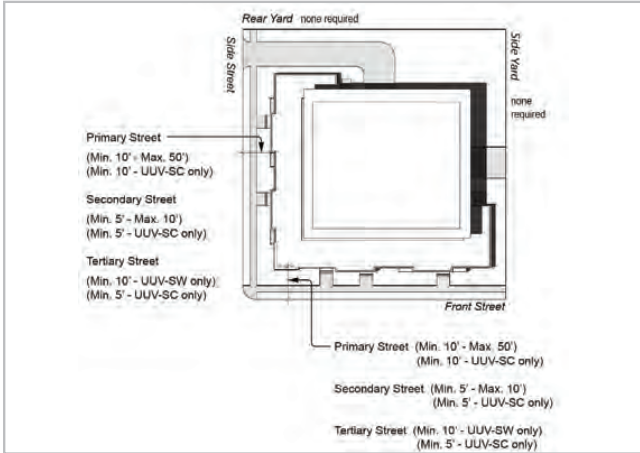 Rear Yard none required
Side Street
Side Yard
none
required
Primary Street
(Min. 10' - Max. 50')
(Min. 10' - UUV-SC only)
Secondary Street
(Min. 5' - Max. 10')
(Min. 5' - UUV-SC only)
Tertiary Street
(Min. 10' - UUV-SW only)
(Min. 5' - UUV-SC only)
Front Street
Primary Street (Min. 10' - Max. 50')
(Min. 10' - UUV-SC only)
Secondary Street (Min. 5' - Max. 10')
(Min. 5' - UUV-SC only)
Tertiary Street (Min. 10' - UUV-SW only)
(Min. 5' - UUV-SC only)